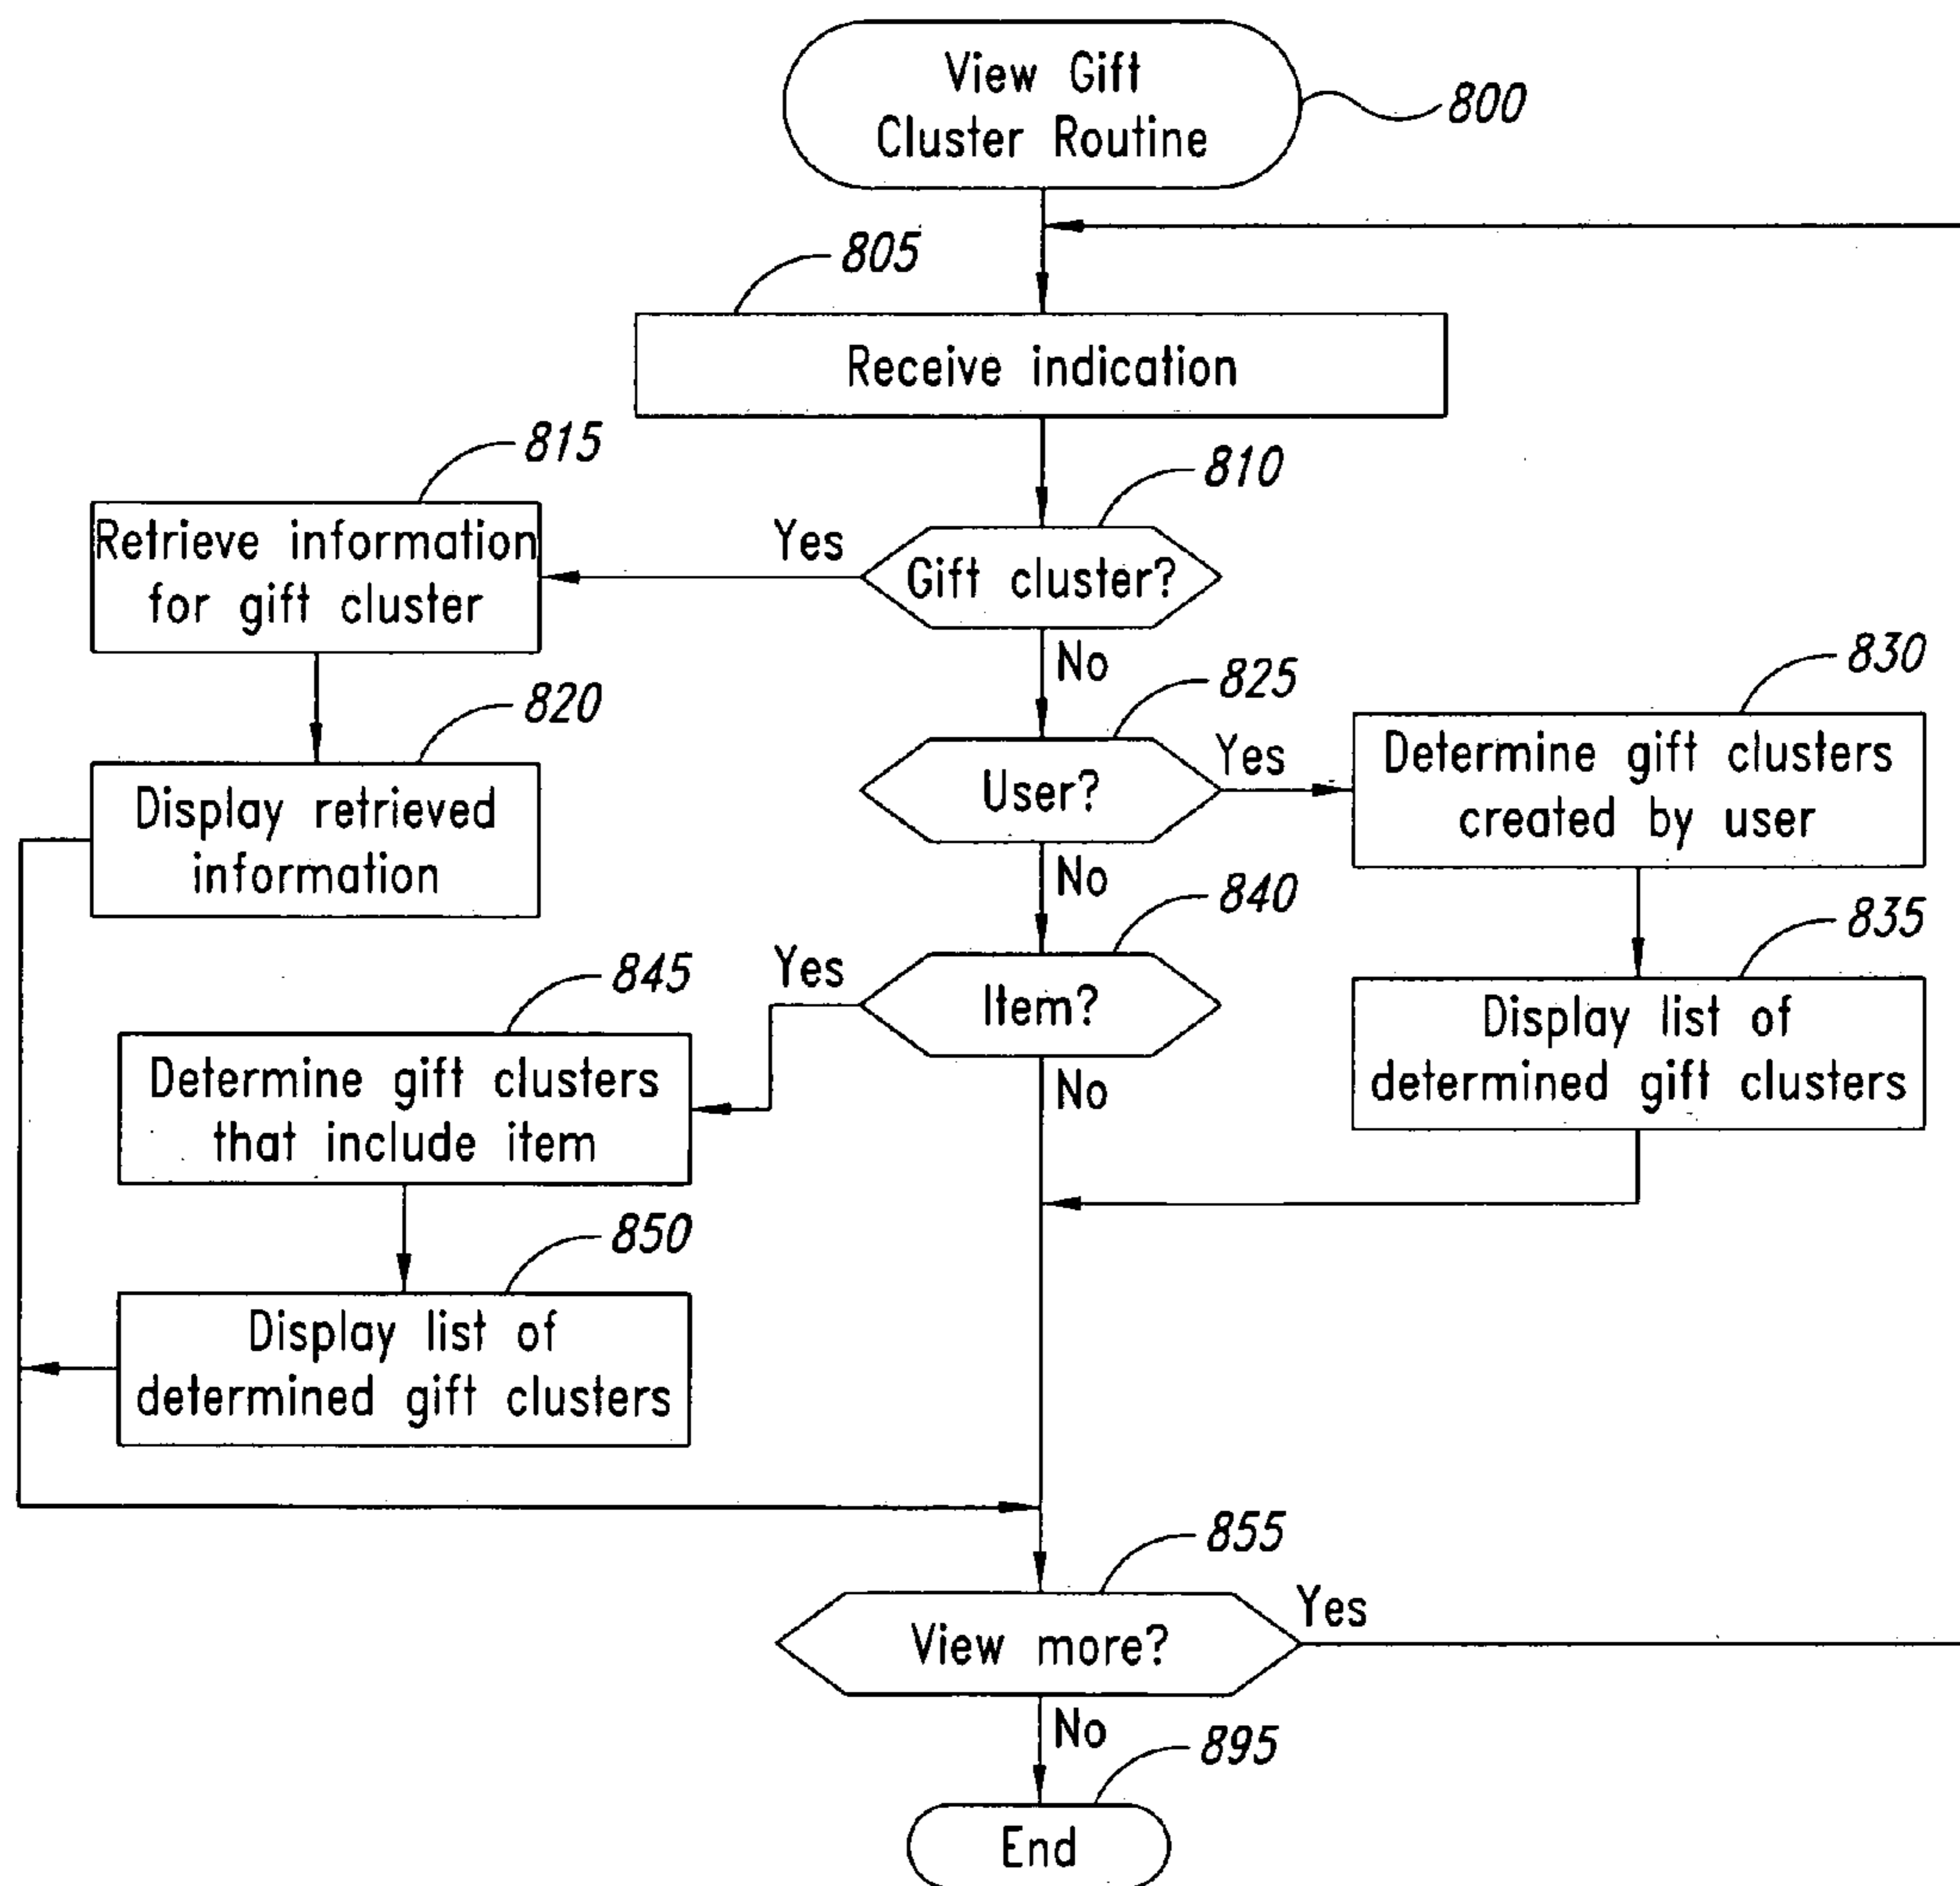 View Gift
Cluster Routine
800
805
Receive indication
815
810
Retrieve information
for gift cluster
Yes
Gift cluster?
No
825
830
820
Display retrieved
information
User?
Yes
Determine gift clusters
created by user
No
840
835
845
Yes
Item?
Display list of
determined gift clusters
Determine gift clusters
that include item
No
850
Display list of
determined gift clusters
855
View more?
Yes
No
895
End